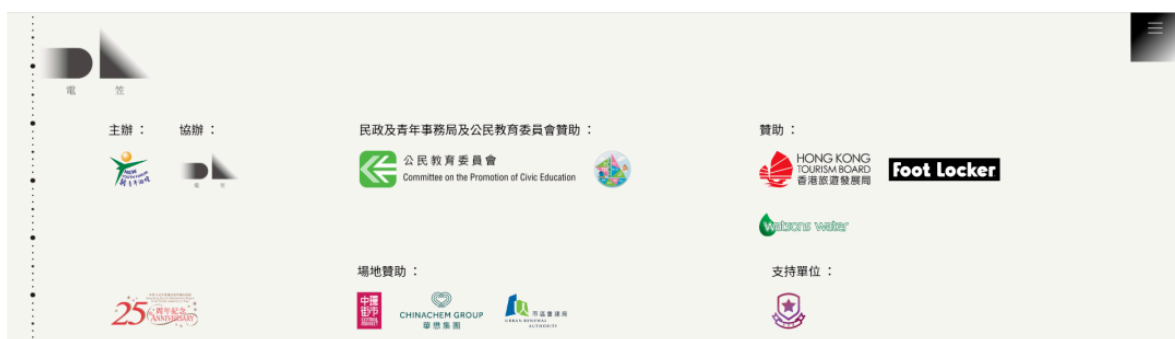 電 笠
主辦 ：
協辦 ：
民政及青年事務局及公民教育委員會贊助 ：
贊助 ：
公民教育委員會
Committee on the Promotion of Civic Education
HONG KONG
TOURISM BOARD
香港旅遊發展局
Foot Locker
watsons water
場地贊助 ：
支持單位 ：
25
周年紀念
ANNIVERSARY
中環
街市
CENTRAL
MARKET
CHINACHEM GROUP
華懋集團
市區重建局
URBAN RENEWAL
AUTHORITY